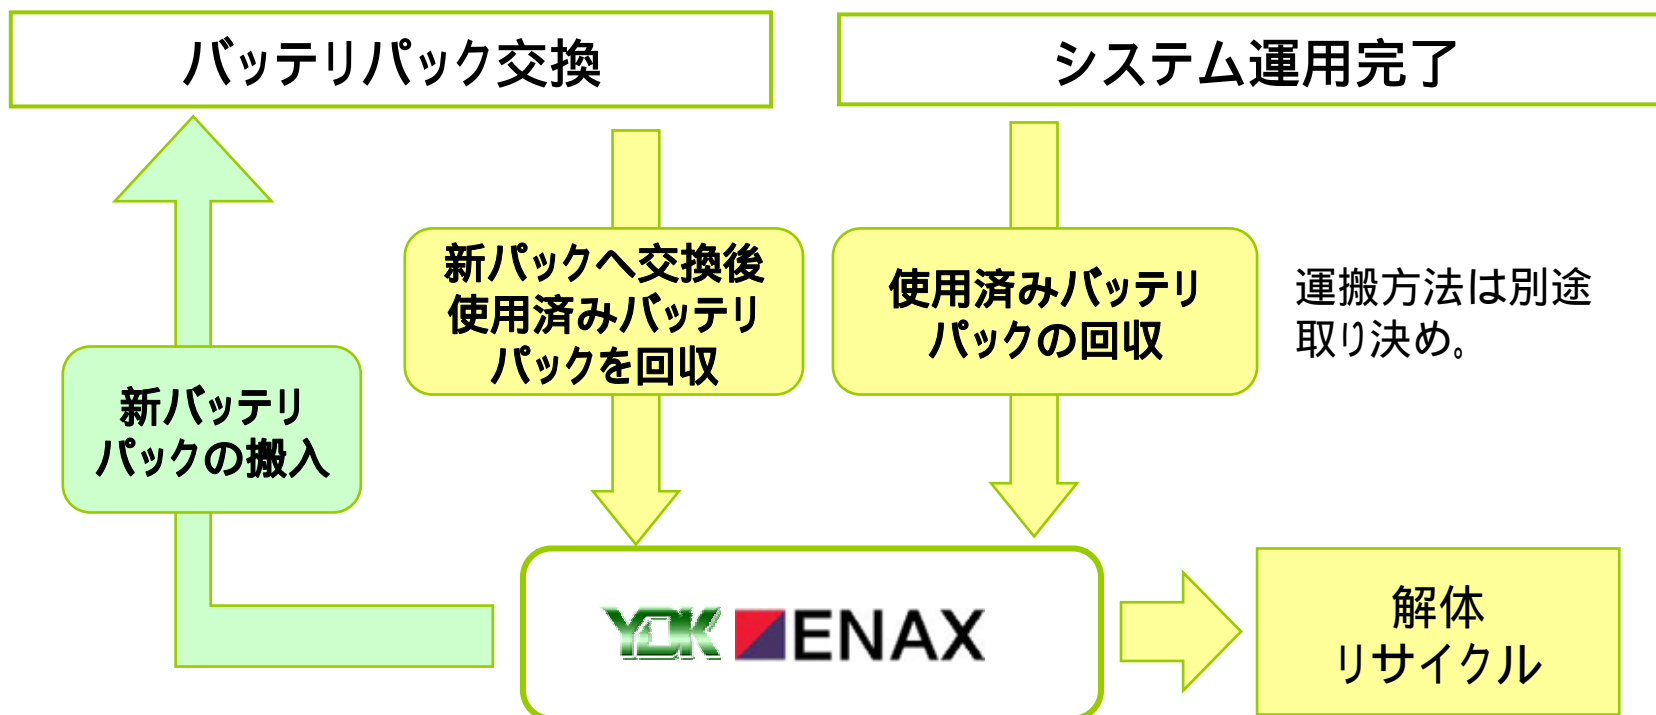 バッテリパック交換
システム運用完了
新パックへ交換後
使用済みバッテリ
パックを回収
使用済みバッテリ
パックの回収
運搬方法は別途
取り決め。
新バッテリ
パックの搬入
YDK ENAX
解体
リサイクル